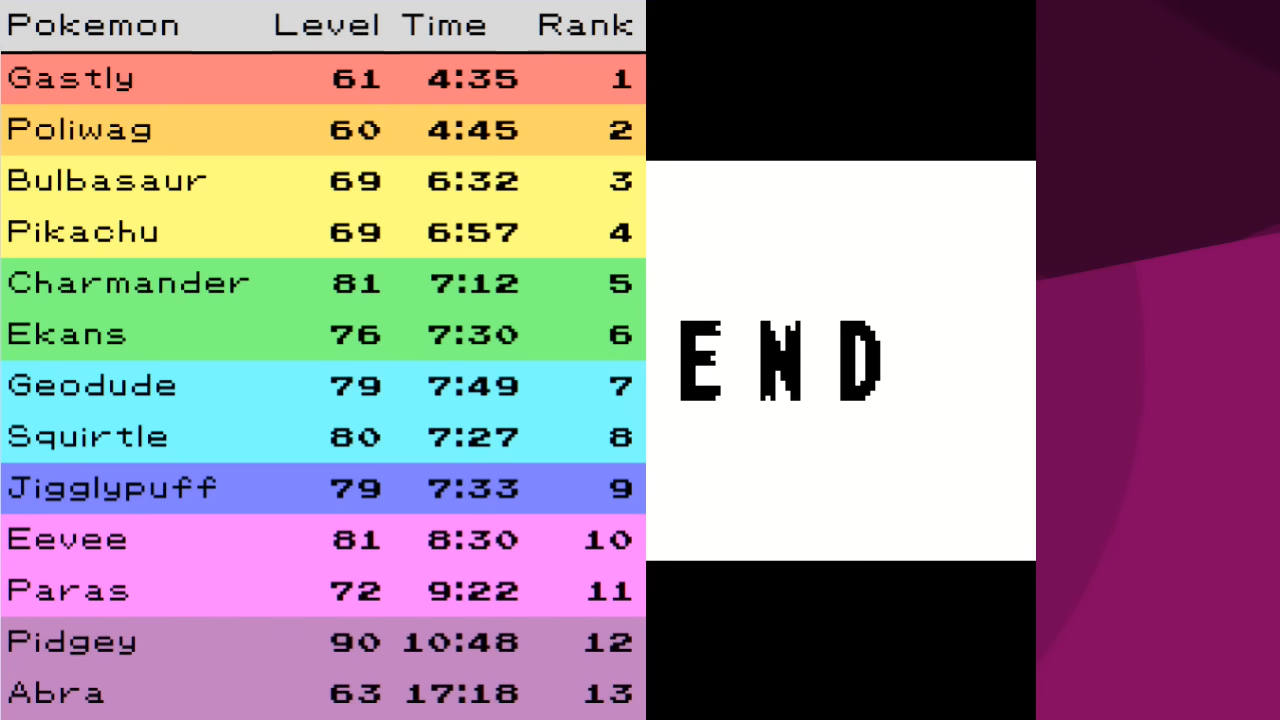 Pokemon Level Time Rank
Gastly 61 4:35 1
Poliwag 60 4:45 2
Bulbasaur 69 6:32 3
Pikachu 69 6:57 4
Charmander 81 7:12 5
Ekans 76 7:30 6
Geodude 79 7:49 7
Squirtle 80 7:27 8
Jigglypuff 79 7:33 9
Eevee 81 8:30 10
Paras 72 9:22 11
Pidgey 90 10:48 12
Abra 63 17:18 13
END